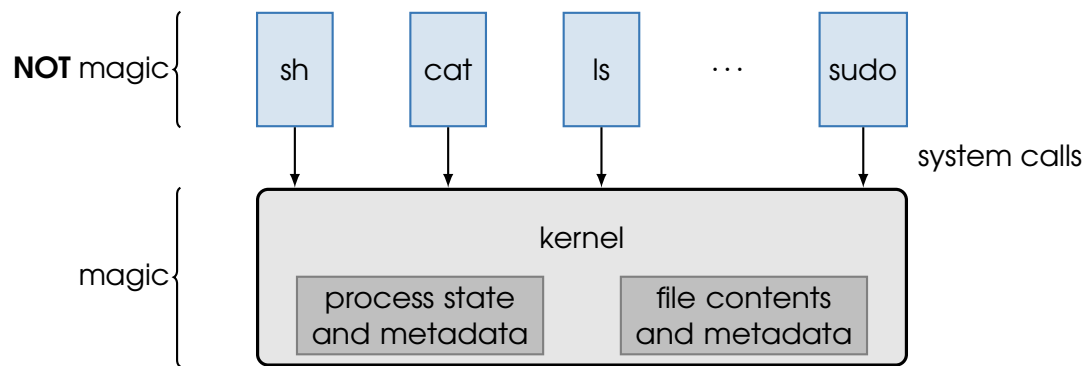 NOT magic
sh
cat
ls
...
sudo
system calls
magic
kernel
process state
and metadata
file contents
and metadata